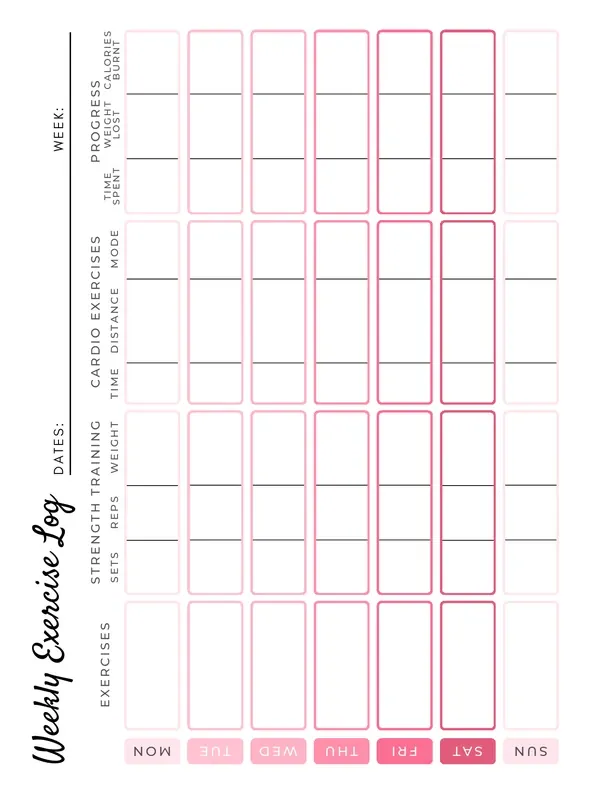 Weekly Exercise Log
DATES:
WEEK:
EXERCISES
STRENGTH TRAINING
SETS
REPS
WEIGHT
CARDIO EXERCISES
TIME
DISTANCE
MODE
PROGRESS
TIME
SPENT
WEIGHT
LOST
CALORIES
BURNT
MON
TUE
WED
THU
FRI
SAT
SUN